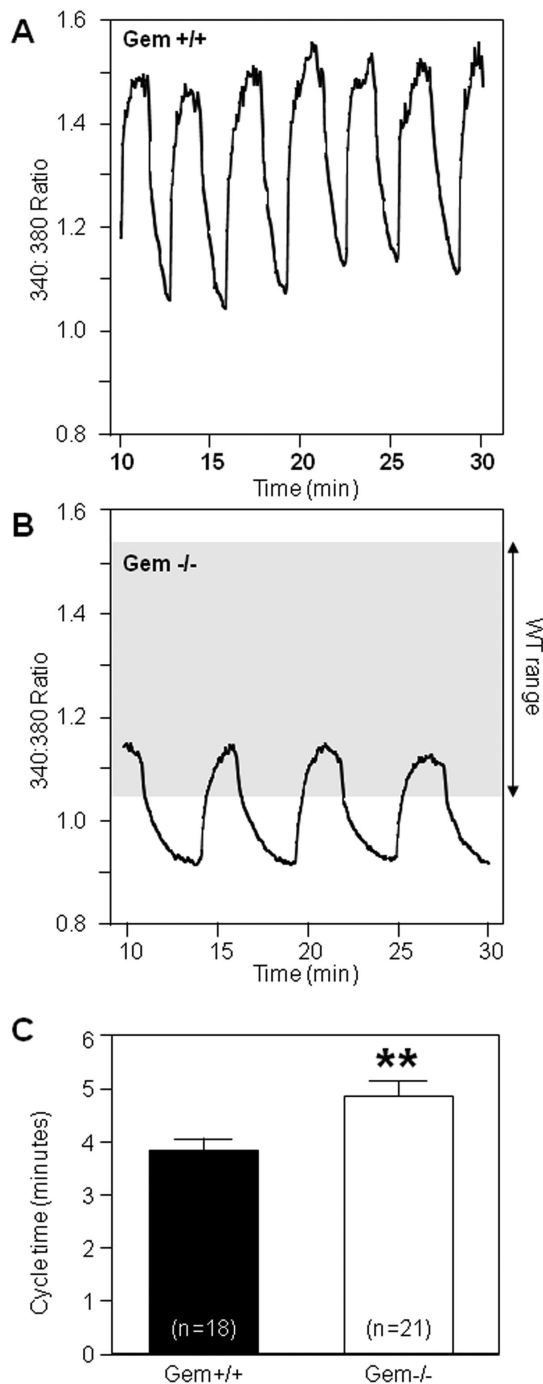 A
Gem +/+
1.6
1.4
1.2
1.0
0.8
340: 380 Ratio
10 15 20 25 30
Time (min)
B
Gem -/-
1.6
1.4
1.2
1.0
0.8
340:380 Ratio
WT range
10 15 20 25 30
Time (min)
C
6
5
4
3
2
1
0
Cycle time (minutes)
**
(n=18) (n=21)
Gem+/+ Gem-/-